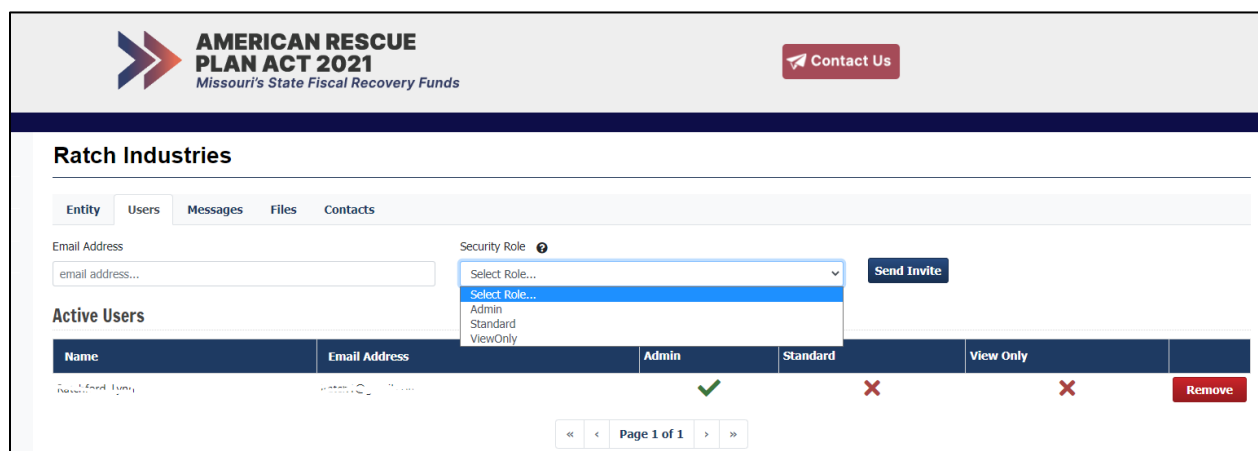 AMERICAN RESCUE
PLAN ACT 2021
Missouri's State Fiscal Recovery Funds
Contact Us
Ratch Industries
Entity Users Messages Files Contacts
Email Address Security Role
email address... Select Role... Send Invite
Select Role...
Admin
Standard
ViewOnly
Active Users
Name Email Address Admin Standard View Only
Remove
« ‹ Page 1 of 1 › »